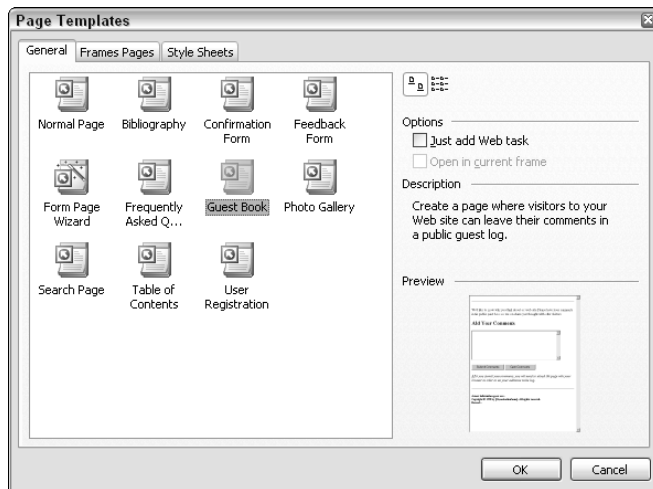 Page Templates
General Frames Pages Style Sheets
Normal Page Bibliography Confirmation Form Feedback Form
Form Page Wizard Frequently Asked Q... Guest Book Photo Gallery
Search Page Table of Contents User Registration
Options
Just add Web task
Open in current frame
Description
Create a page where visitors to your
Web site can leave their comments in
a public guest log.
Preview
Add Your Comments
OK Cancel